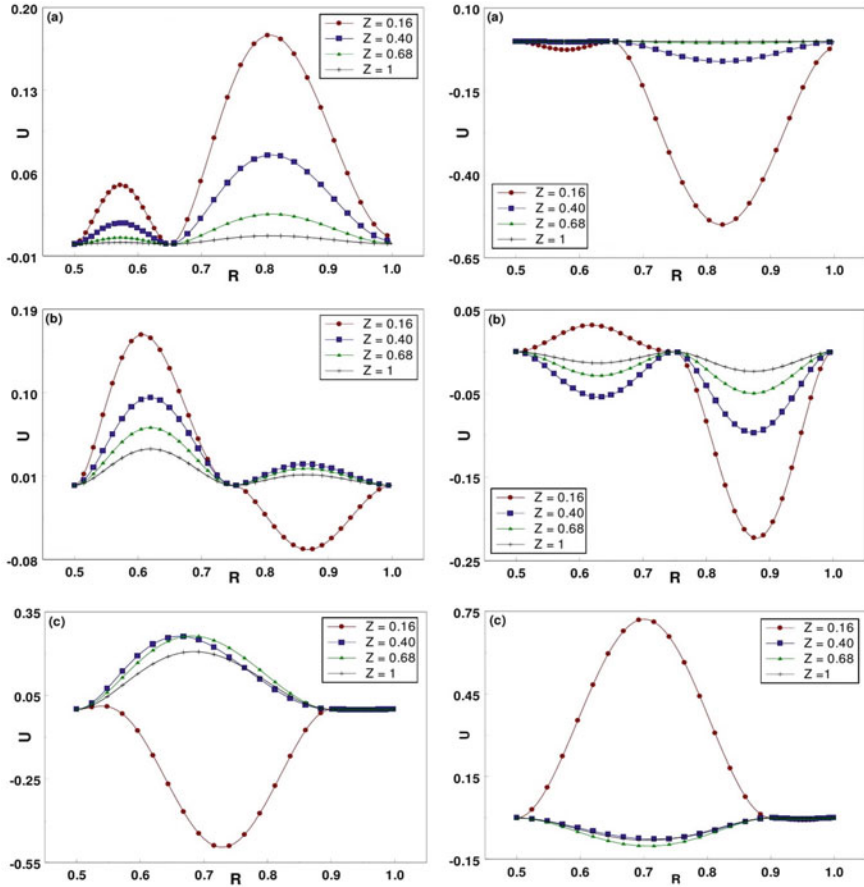 0.20
(a)
Z = 0.16
Z = 0.40
Z = 0.68
Z = 1
0.13
U
0.06
-0.01
0.5 0.6 0.7 0.8 0.9 1.0
R
0.10
(a)
-0.15
U
-0.40
Z = 0.16
Z = 0.40
Z = 0.68
Z = 1
-0.65
0.5 0.6 0.7 0.8 0.9 1.0
R
0.19
(b)
Z = 0.16
Z = 0.40
Z = 0.68
Z = 1
0.10
U
0.01
-0.08
0.5 0.6 0.7 0.8 0.9 1.0
R
0.05
(b)
-0.05
U
-0.15
Z = 0.16
Z = 0.40
Z = 0.68
Z = 1
-0.25
0.5 0.6 0.7 0.8 0.9 1.0
R
0.35
(c)
Z = 0.16
Z = 0.40
Z = 0.68
Z = 1
0.05
U
-0.25
-0.55
0.5 0.6 0.7 0.8 0.9 1.0
R
0.75
(c)
Z = 0.16
Z = 0.40
Z = 0.68
Z =1
0.45
U
0.15
-0.15
0.5 0.6 0.7 0.8 0.9 1.0
R